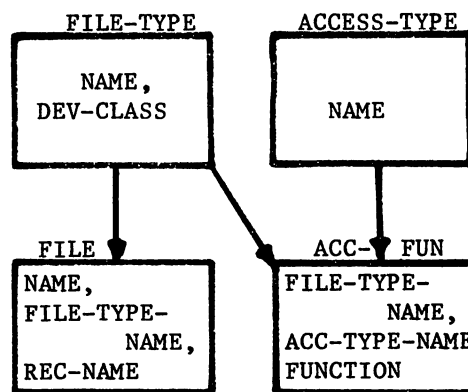 FILE-TYPE
NAME,
DEV-CLASS
ACCESS-TYPE
NAME
FILE
NAME,
FILE-TYPE-
NAME,
REC-NAME
ACC- FUN
FILE-TYPE-
NAME,
ACC-TYPE-NAME
FUNCTION